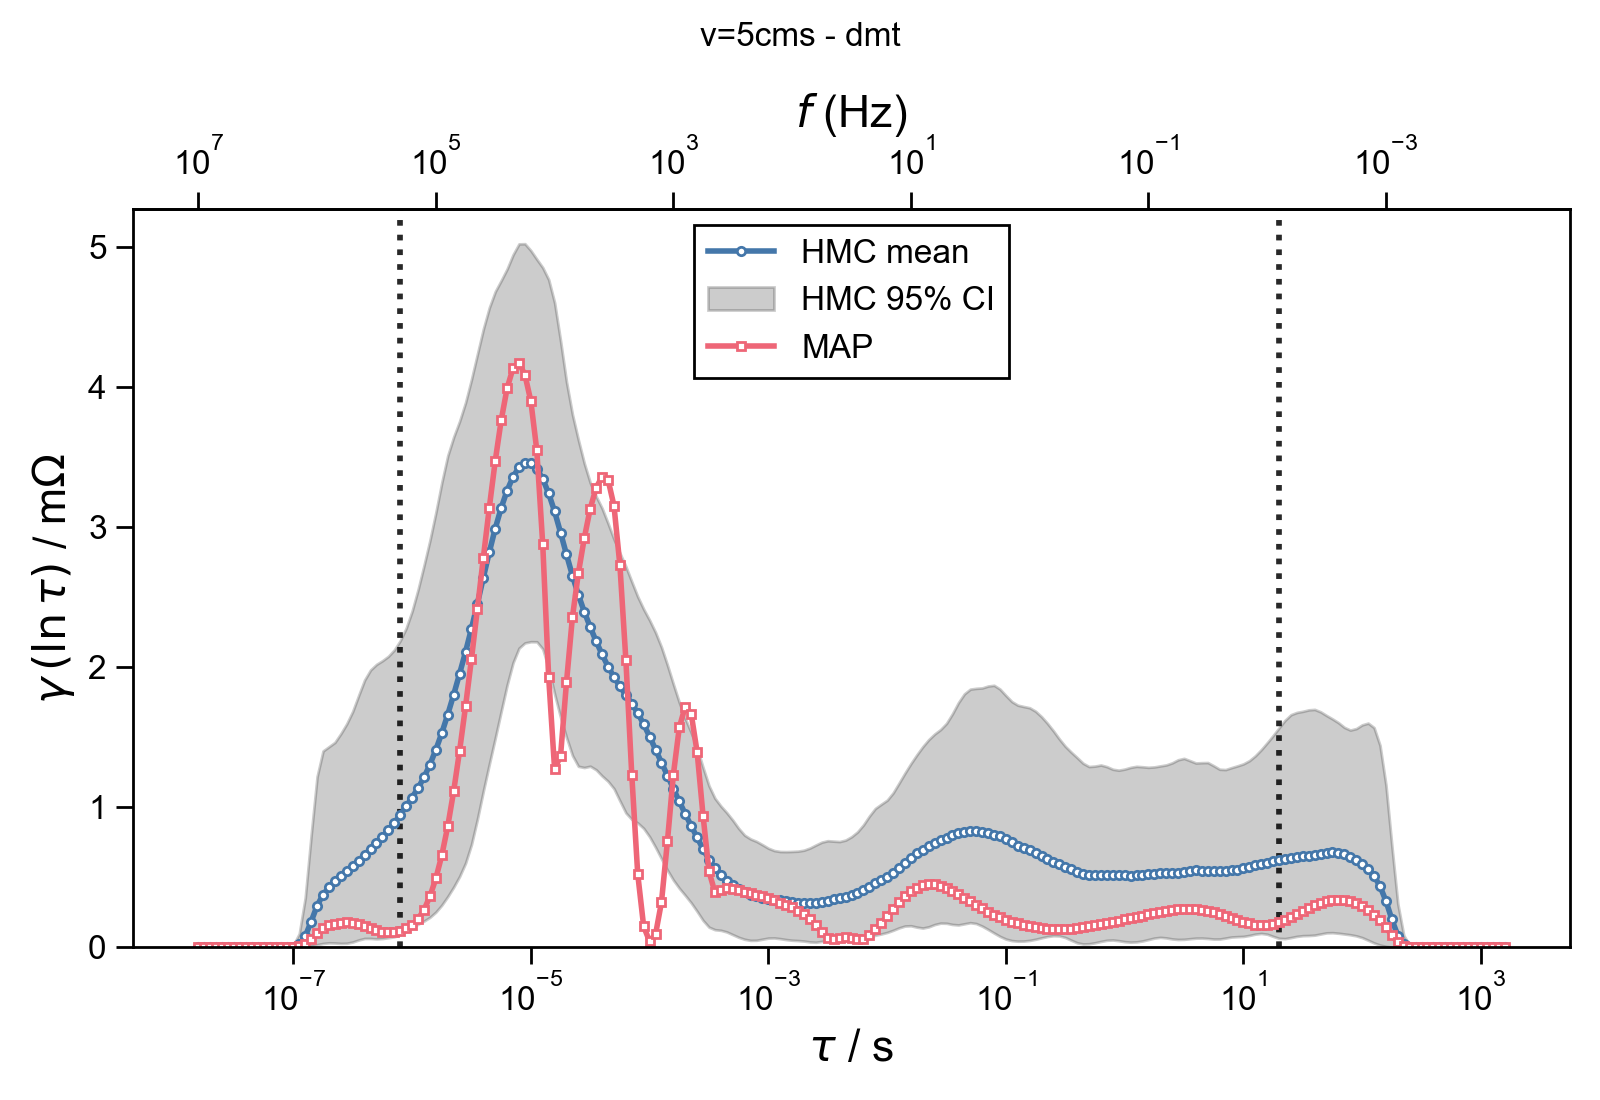 v=5cms - dmt
f (Hz)
10^7 10^5 10^3 10^1 10^−1 10^−3
5
4
3
2
1
0
γ(ln τ) / mΩ
HMC mean
HMC 95% CI
MAP
10^−7 10^−5 10^−3 10^−1 10^1 10^3
τ / s